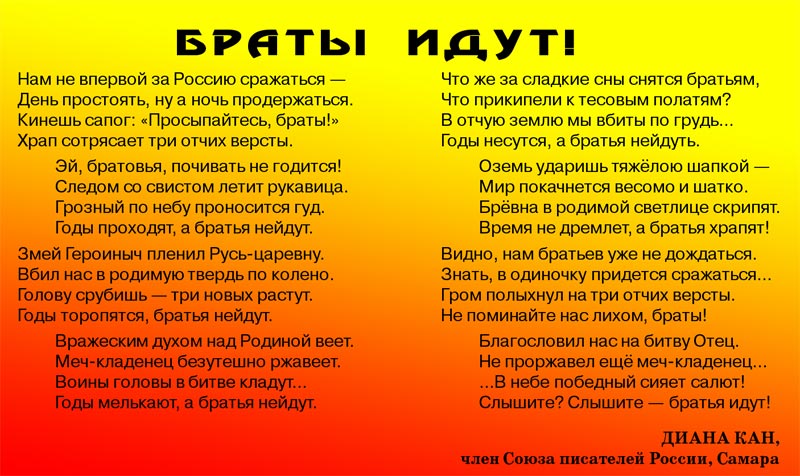 БРАТЫ ИДУТ!
Нам не впервой за Россию сражаться —
День простоять, ну а ночь продержаться.
Кинешь сапог: «Просыпайтесь, браты!»
Храп сотрясает три отчих версты.
Эй, братовья, почивать не годится!
Следом со свистом летит рукавица.
Грозный по небу проносится гуд.
Годы проходят, а братья нейдут.
Змей Героиныч пленил Русь-царевну.
Вбил нас в родимую твердь по колено.
Голову срубишь — три новых растут.
Годы торопятся, братья нейдут.
Вражеским духом над Родиной веет.
Меч-кладенец безутешно ржавеет.
Воины головы в битве кладут...
Годы мелькают, а братья нейдут.
Что же за сладкие сны снятся братьям,
Что прикипели к тесовым полатям?
В отчую землю мы вбиты по грудь...
Годы несутся, а братья нейдуть.
Оземь ударишь тяжёлою шапкой —
Мир покачнется весомо и шатко.
Брёвна в родимой светлице скрипят.
Время не дремлет, а братья храпят!
Видно, нам братьев уже не дождаться.
Знать, в одиночку придется сражаться...
Гром полыхнул на три отчих версты.
Не поминайте нас лихом, браты!
Благословил нас на битву Отец.
Не проржавел ещё меч-кладенец...
...В небе победный сияет салют!
Слышите? Слышите — братья идут!
ДИАНА КАН,
член Союза писателей России, Самара